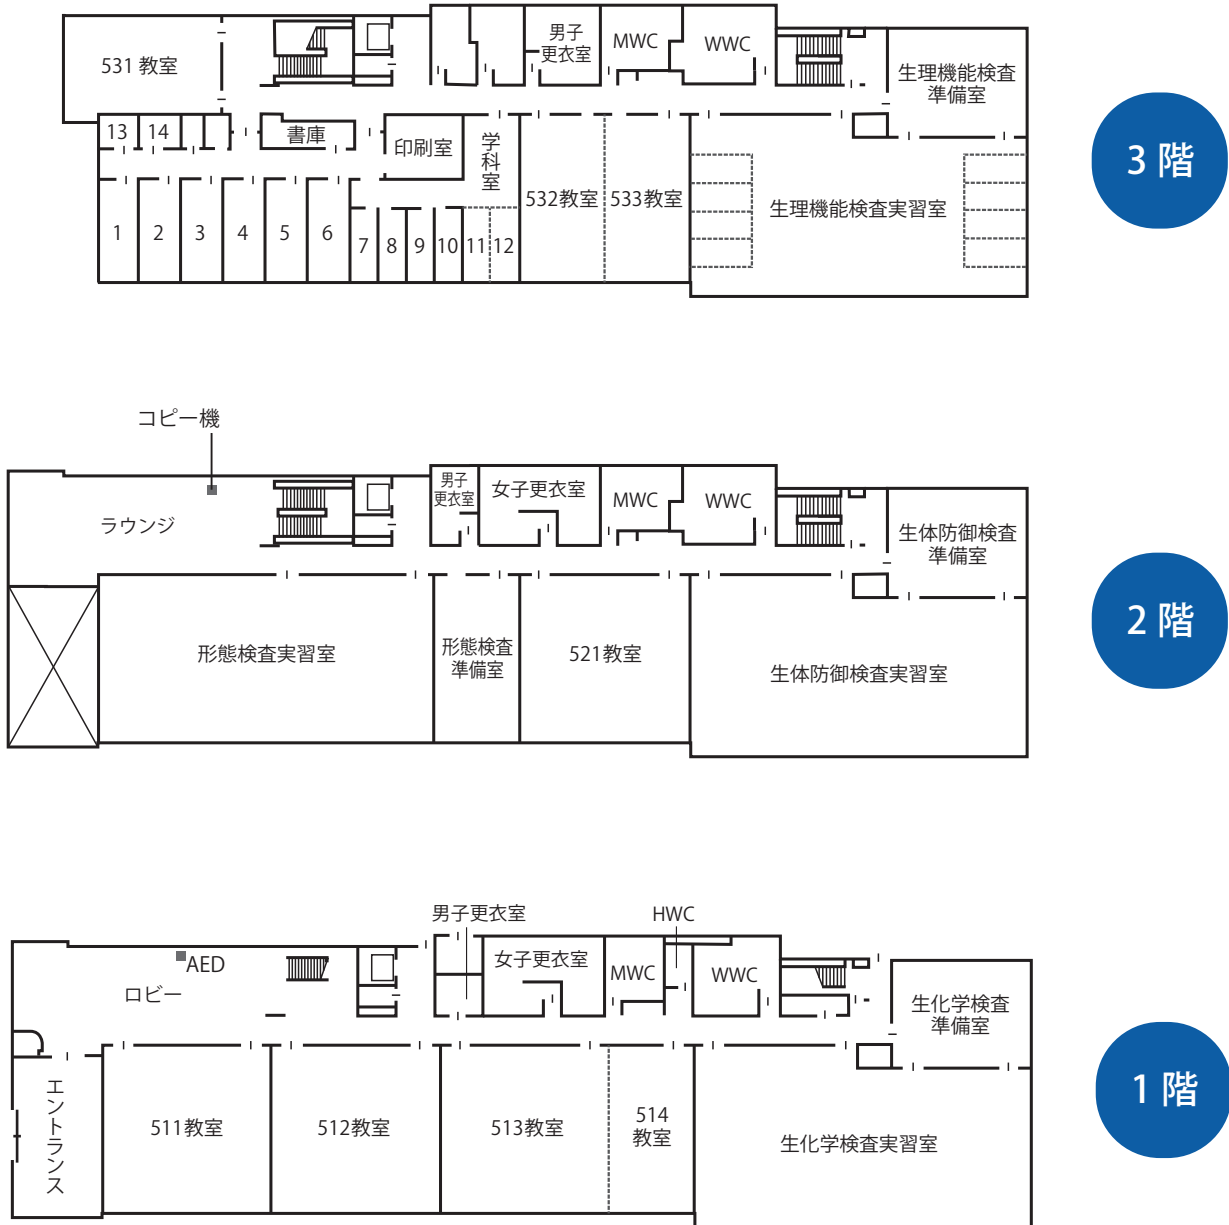 531 教室
男子
更衣室
MWC
WWC
生理機能検査
準備室
13
14
書庫
印刷室
学科室
532教室
533教室
生理機能検査実習室
1
2
3
4
5
6
7
8
9
10
11
12
3 階
コピー機
ラウンジ
男子
更衣室
女子更衣室
MWC
WWC
生体防御検査
準備室
形態検査実習室
形態検査
準備室
521教室
生体防御検査実習室
2 階
男子更衣室
HWC
AED
ロビー
女子更衣室
MWC
WWC
生化学検査
準備室
エントランス
511教室
512教室
513教室
514
教室
生化学検査実習室
1 階